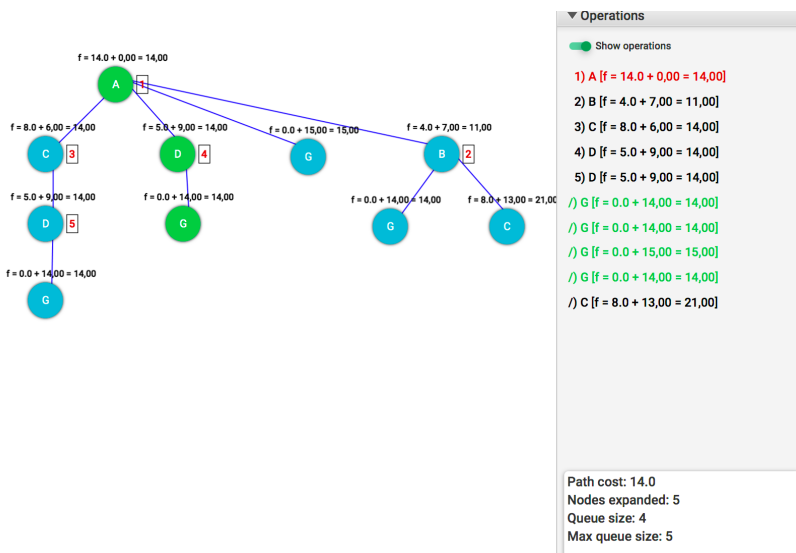 f = 14.0 + 0,00 = 14,00
A 1
f = 8.0 + 6,00 = 14,00
f = 5.0 + 9,00 = 14,00
f = 0.0 + 15,00 = 15,00
f = 4.0 + 7,00 = 11,00
C 3
D 4
G
B 2
f = 5.0 + 9,00 = 14,00
f = 0.0 + 14,00 = 14,00
f = 0.0 + 14,00 = 14,00
f = 8.0 + 13,00 = 21,00
D 5
G
G
C
f = 0.0 + 14,00 = 14,00
G
Operations
Show operations
1) A [f = 14.0 + 0,00 = 14,00]
2) B [f = 4.0 + 7,00 = 11,00]
3) C [f = 8.0 + 6,00 = 14,00]
4) D [f = 5.0 + 9,00 = 14,00]
5) D [f = 5.0 + 9,00 = 14,00]
/) G [f = 0.0 + 14,00 = 14,00]
/) G [f = 0.0 + 14,00 = 14,00]
/) G [f = 0.0 + 15,00 = 15,00]
/) G [f = 0.0 + 14,00 = 14,00]
/) C [f = 8.0 + 13,00 = 21,00]
Path cost: 14.0
Nodes expanded: 5
Queue size: 4
Max queue size: 5